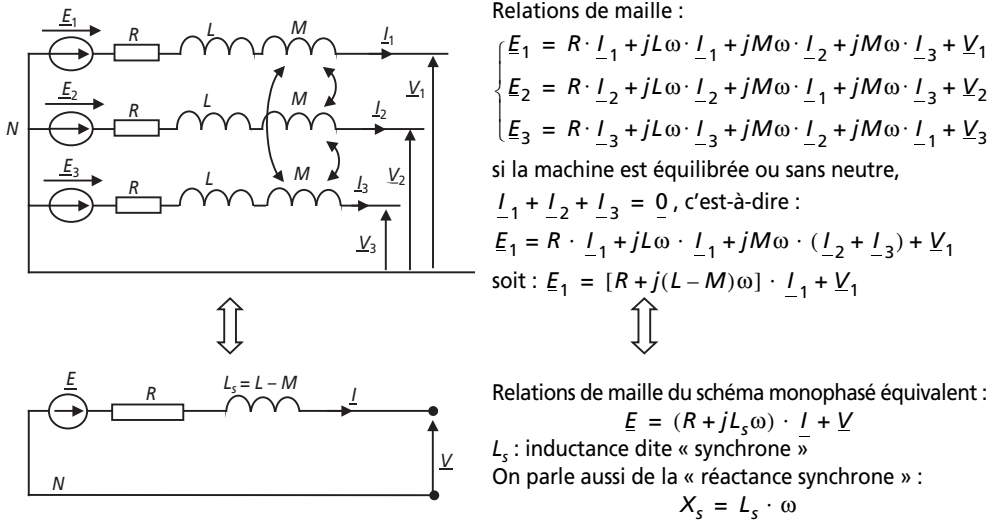 E1
R
L
M
I1
V1
E2
R
L
M
I2
V2
N
E3
R
L
M
I3
V3
Relations de maille :
E1 = R · I1 + jLω · I1 + jMω · I2 + jMω · I3 + V1
E2 = R · I2 + jLω · I2 + jMω · I1 + jMω · I3 + V2
E3 = R · I3 + jLω · I3 + jMω · I2 + jMω · I1 + V3
si la machine est équilibrée ou sans neutre,
I1 + I2 + I3 = 0 , c'est-à-dire :
E1 = R · I1 + jLω · I1 + jMω · (I2 + I3) + V1
soit : E1 = [R + j(L – M)ω] · I1 + V1
E
R
Ls = L – M
I
V
N
Relations de maille du schéma monophasé équivalent :
E = (R + jLsω) · I + V
Ls : inductance dite « synchrone »
On parle aussi de la « réactance synchrone » :
Xs = Ls · ω